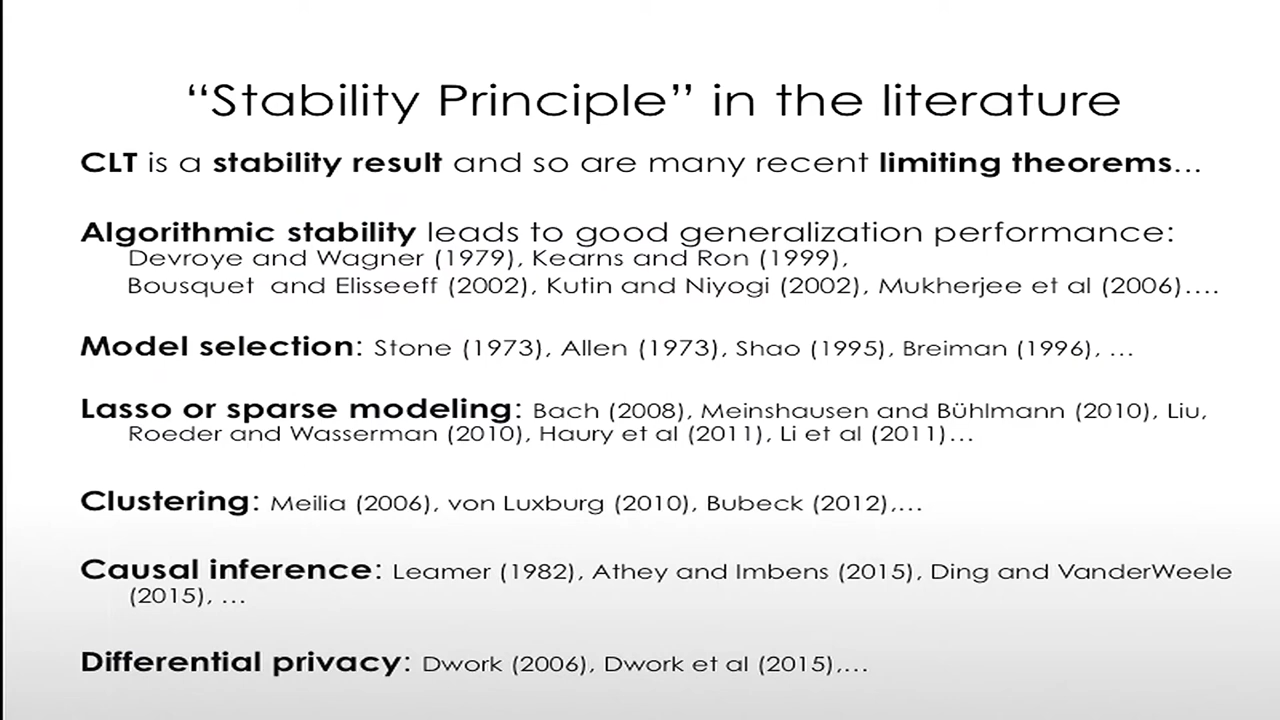 “Stability Principle” in the literature
CLT is a stability result and so are many recent limiting theorems...
Algorithmic stability leads to good generalization performance:
Devroye and Wagner (1979), Kearns and Ron (1999),
Bousquet and Elisseeff (2002), Kutin and Niyogi (2002), Mukherjee et al (2006)....
Model selection: Stone (1973), Allen (1973), Shao (1995), Breiman (1996), ...
Lasso or sparse modeling: Bach (2008), Meinshausen and Bühlmann (2010), Liu,
Roeder and Wasserman (2010), Haury et al (2011), Li et al (2011)...
Clustering: Meilia (2006), von Luxburg (2010), Bubeck (2012),...
Causal inference: Leamer (1982), Athey and Imbens (2015), Ding and VanderWeele
(2015), ...
Differential privacy: Dwork (2006), Dwork et al (2015),...